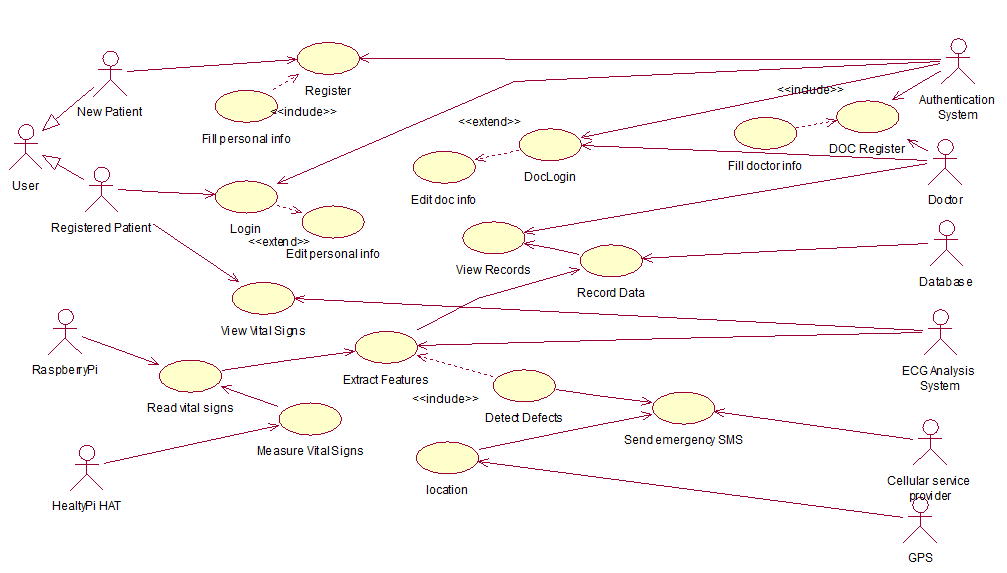 Register
New Patient
<<include>>
Authentication
System
<<include>>
Fill personal info
<<extend>>
DOC Register
Fill doctor info
DocLogin
User
Edit doc info
Doctor
Registered Patient
Login
<<extend>>
Edit personal info
View Records
Record Data
Database
View Vital Signs
RaspberryPi
Extract Features
ECG Analysis
System
<<include>>
Read vital signs
Detect Defects
Send emergency SMS
Measure Vital Signs
location
Cellular service
provider
HealtyPi HAT
GPS